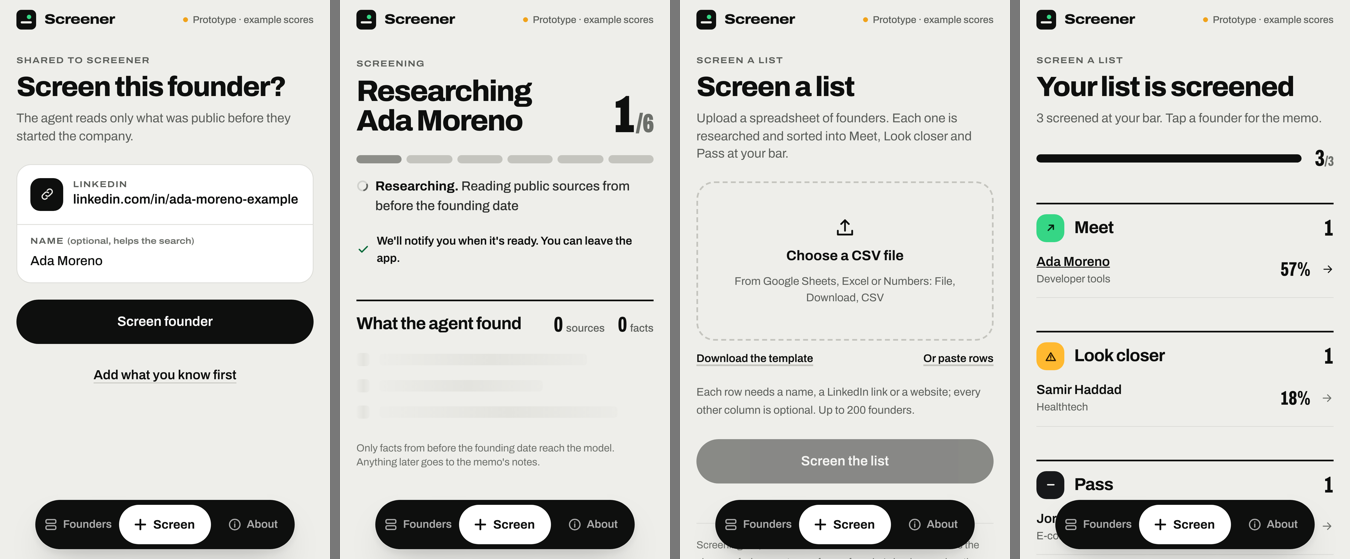 Screener
Prototype · example scores
SHARED TO SCREENER
Screen this founder?
The agent reads only what was public before they
started the company.
LINKEDIN
linkedin.com/in/ada-moreno-example
NAME (optional, helps the search)
Ada Moreno
Screen founder
Add what you know first
Founders
Screen
About
Screener
Prototype · example scores
SCREENING
Researching
Ada Moreno
1/6
Researching. Reading public sources from
before the founding date
We'll notify you when it's ready. You can leave the
app.
What the agent found
0 sources 0 facts
Only facts from before the founding date reach the model.
Anything later goes to the memo's notes.
Founders
Screen
About
Screener
Prototype · example scores
SCREEN A LIST
Screen a list
Upload a spreadsheet of founders. Each one is
researched and sorted into Meet, Look closer and
Pass at your bar.
Choose a CSV file
From Google Sheets, Excel or Numbers: File,
Download, CSV
Download the template
Or paste rows
Each row needs a name, a LinkedIn link or a website; every
other column is optional. Up to 200 founders.
Screen the list
Founders
Screen
About
Screener
Prototype · example scores
SCREEN A LIST
Your list is screened
3 screened at your bar. Tap a founder for the memo.
3/3
Meet 1
Ada Moreno
57%
Developer tools
Look closer 1
Samir Haddad
18%
Healthtech
Pass 1
Founders
Screen
About